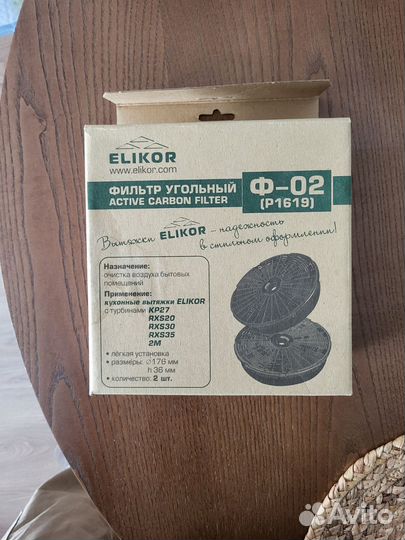 ELIKOR
www.elikor.com
ФИЛЬТР УГОЛЬНЫЙ
ACTIVE CARBON FILTER
Ф-02
(P1619)
Вытяжки ELIKOR – надежность
в стильном оформлении!
Назначение:
очистка воздуха бытовых
помещений
Применение:
кухонные вытяжки ELIKOR
с турбинами KP27
RXS20
RXS30
RXS35
2M
• лёгкая установка
• размеры: ∅176 мм
h 36 мм
• количество: 2 шт.
Avito